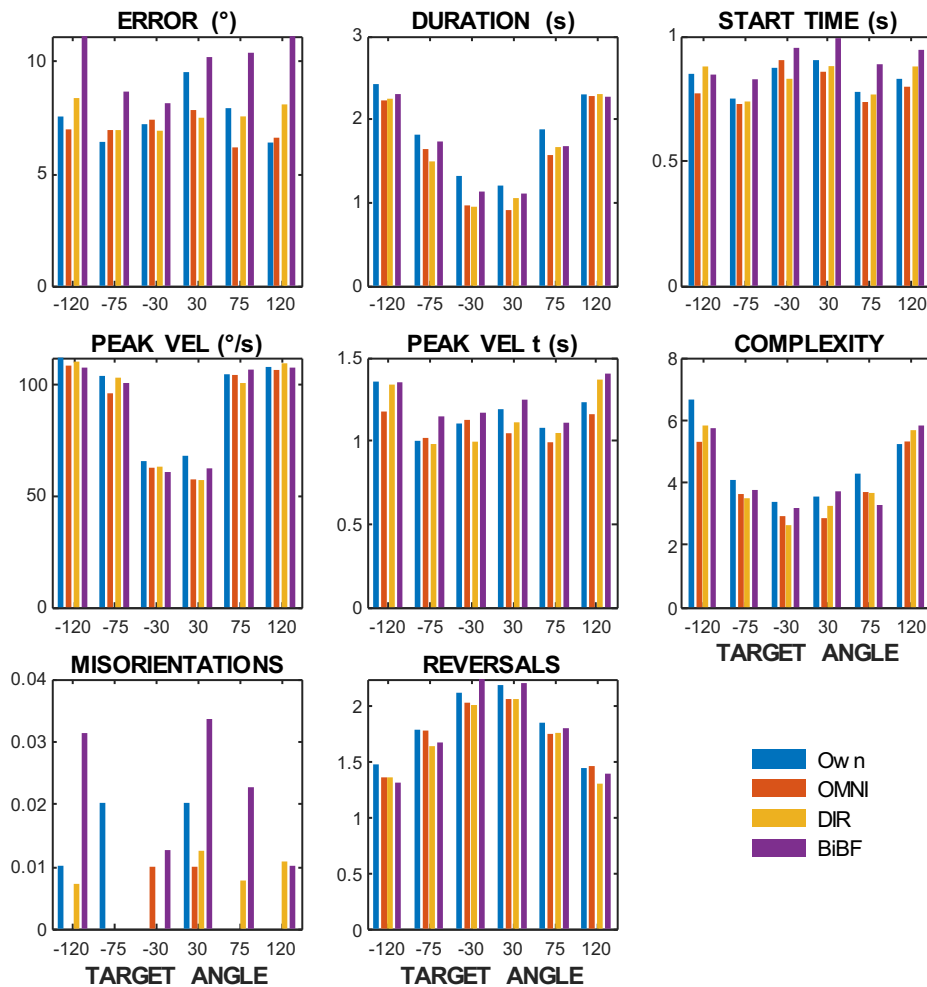 ERROR (°) DURATION (s) START TIME (s)
10
5
0
-120 -75 -30 30 75 120
3
2
1
0
-120 -75 -30 30 75 120
1
0.5
0
-120 -75 -30 30 75 120
PEAK VEL (°/s) PEAK VEL t (s) COMPLEXITY
100
50
0
-120 -75 -30 30 75 120
1.5
1
0.5
0
-120 -75 -30 30 75 120
8
6
4
2
0
-120 -75 -30 30 75 120
TARGET ANGLE
MISORIENTATIONS REVERSALS
0.04
0.03
0.02
0.01
0
-120 -75 -30 30 75 120
TARGET ANGLE
2
1.5
1
0.5
0
-120 -75 -30 30 75 120
TARGET ANGLE
Own
OMNI
DIR
BiBF